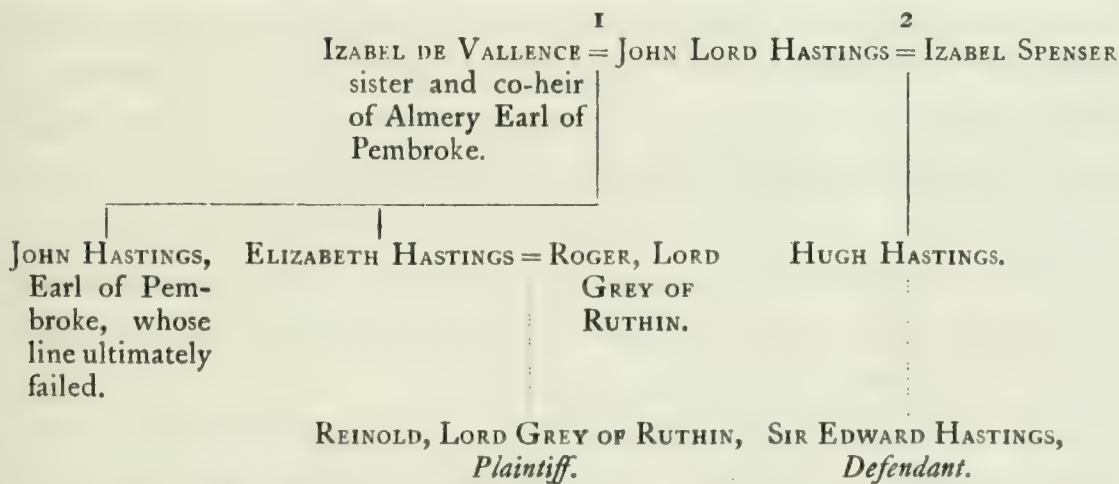 1 2
IZABEL DE VALLENCE = JOHN LORD HASTINGS = IZABEL SPENSER
sister and co-heir
of Almery Earl of
Pembroke.
JOHN HASTINGS, ELIZABETH HASTINGS = ROGER, LORD HUGH HASTINGS.
Earl of Pem- GREY OF
broke, whose RUTHIN.
line ultimately
failed.
REINOLD, LORD GREY OF RUTHIN, SIR EDWARD HASTINGS,
Plaintiff. Defendant.